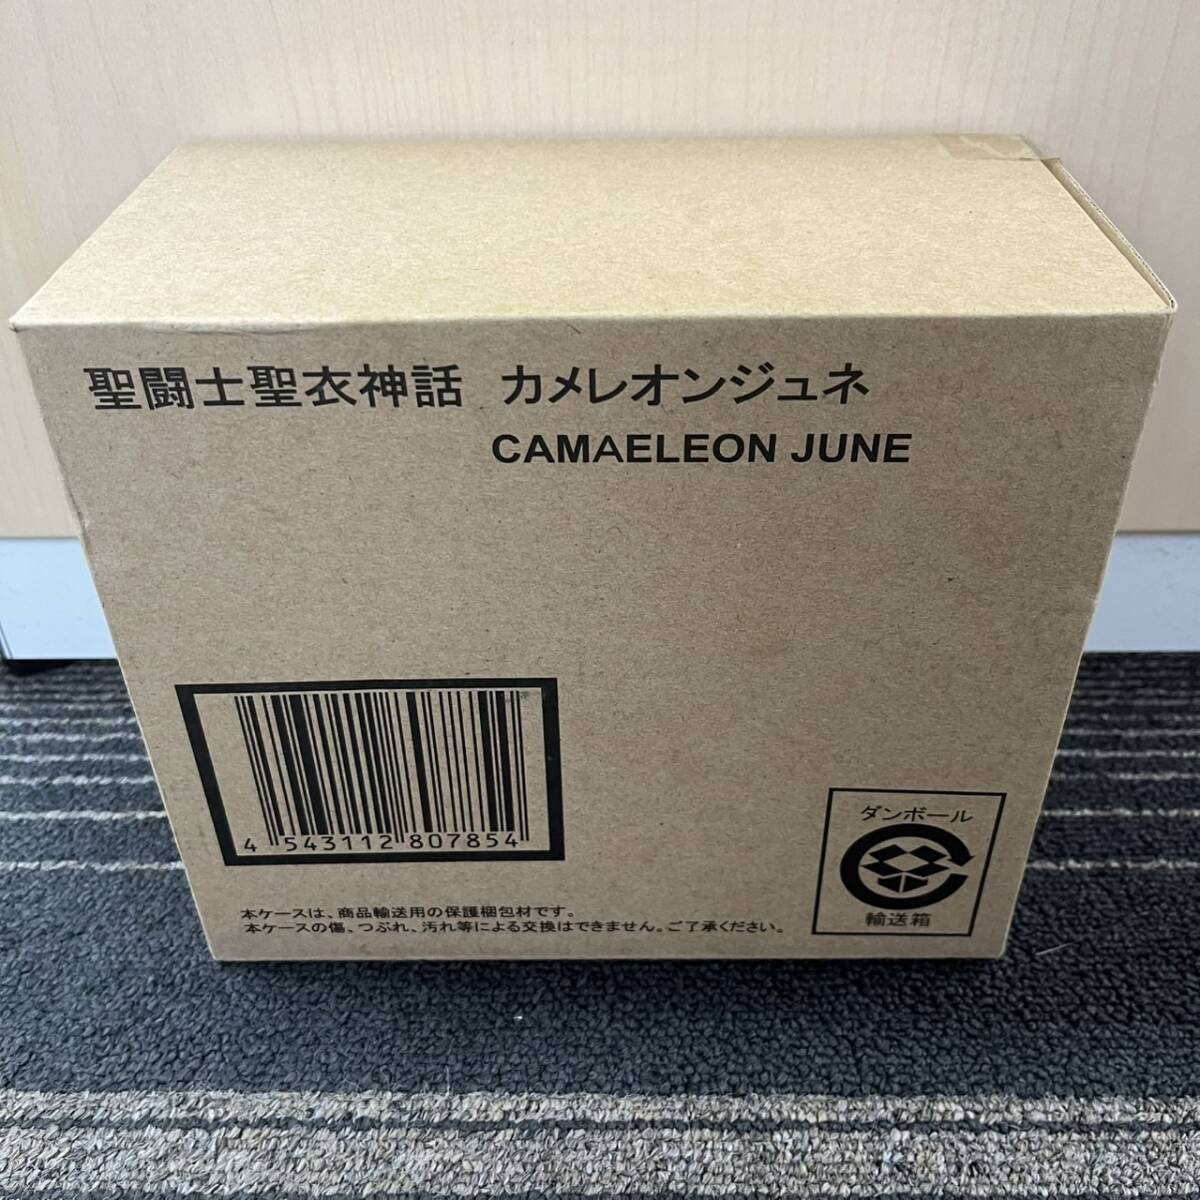 聖闘士聖衣神話 カメレオンジュネ
CAMAELEON JUNE
4 543112 807854
ダンボール
輸送箱
本ケースは、商品輸送用の保護梱包材です。
本ケースの傷、つぶれ、汚れ等による交換はできません。ご了承ください。